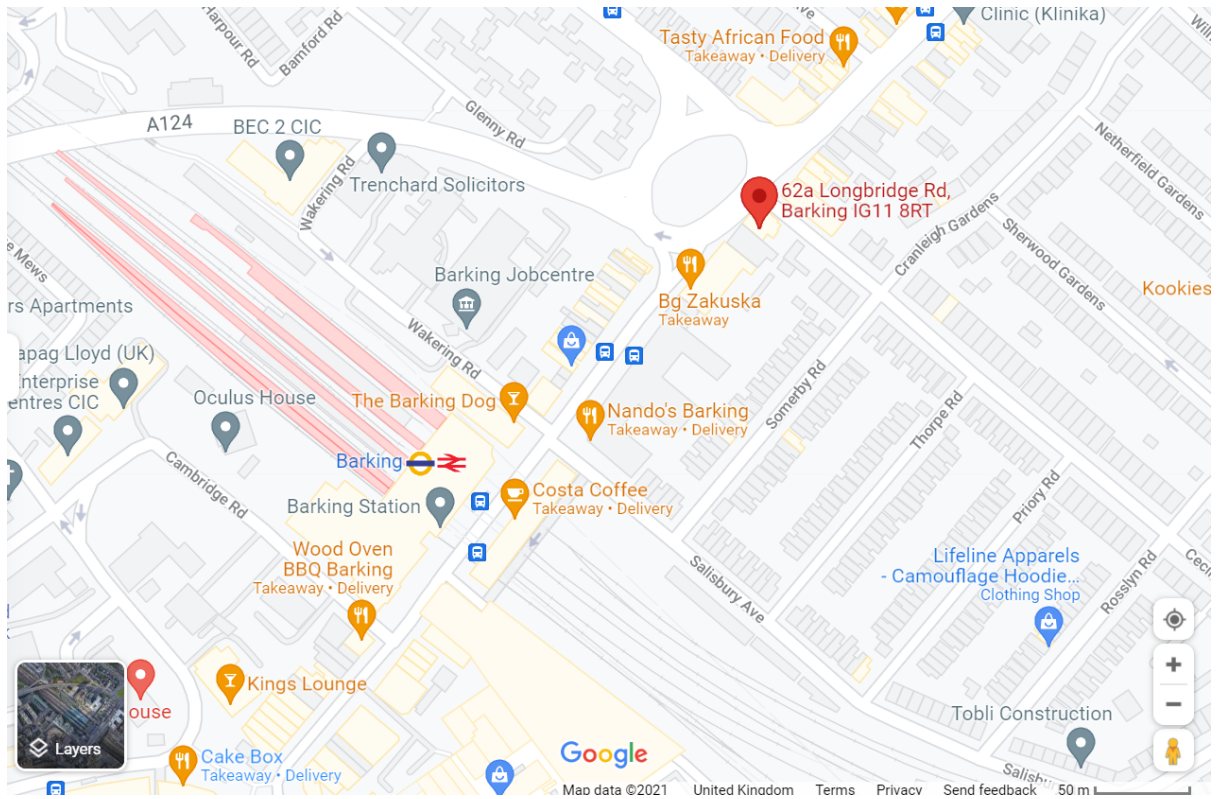 Clinic (Klinika)
Harpour Rd
Bamford Rd
Ave
Tasty African Food
Takeaway • Delivery
Glenny Rd
A124
BEC 2 CIC
Trenchard Solicitors
Wakering Rd
Netherfield Gardens
62a Longbridge Rd,
Barking IG11 8RT
Cranleigh Gardens
Sherwood Gardens
Mews
Barking Jobcentre
Bg Zakuska
Takeaway
Kookies
rs Apartments
Wakering Rd
apag Lloyd (UK)
Enterprise
entres CIC
Oculus House
The Barking Dog
Nando's Barking
Takeaway • Delivery
Somerby Rd
Thorpe Rd
Barking
Cambridge Rd
Barking Station
Costa Coffee
Takeaway • Delivery
Priory Rd
Wood Oven
BBQ Barking
Takeaway • Delivery
Salisbury Ave
Lifeline Apparels
- Camouflage Hoodie...
Clothing Shop
Rosslyn Rd
Kings Lounge
ouse
Layers
Cake Box
Takeaway • Delivery
Tobli Construction
Google
Map data ©2021 United Kingdom Terms Privacy Send feedback 50 m